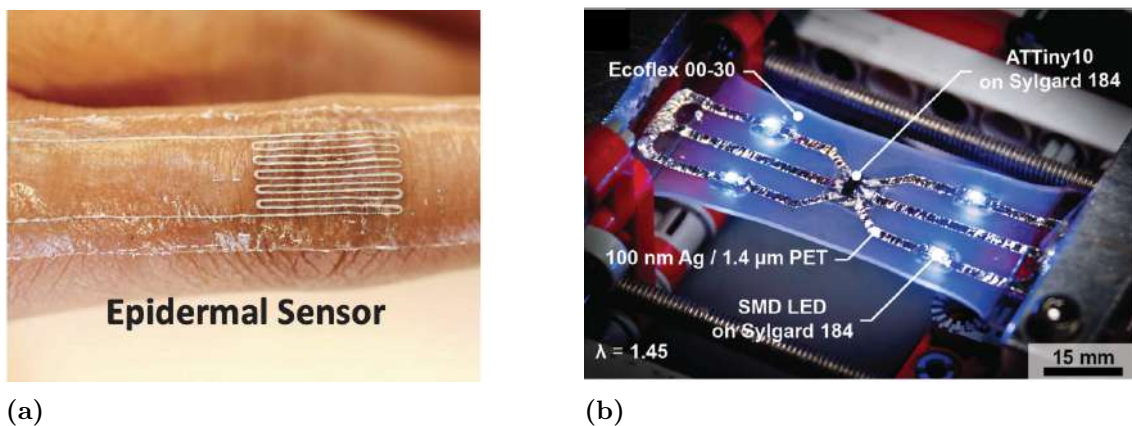 Epidermal Sensor
Ecoflex 00-30
ATTiny10
on Sylgard 184
100 nm Ag / 1.4 µm PET
SMD LED
on Sylgard 184
λ = 1.45
15 mm
(a)
(b)